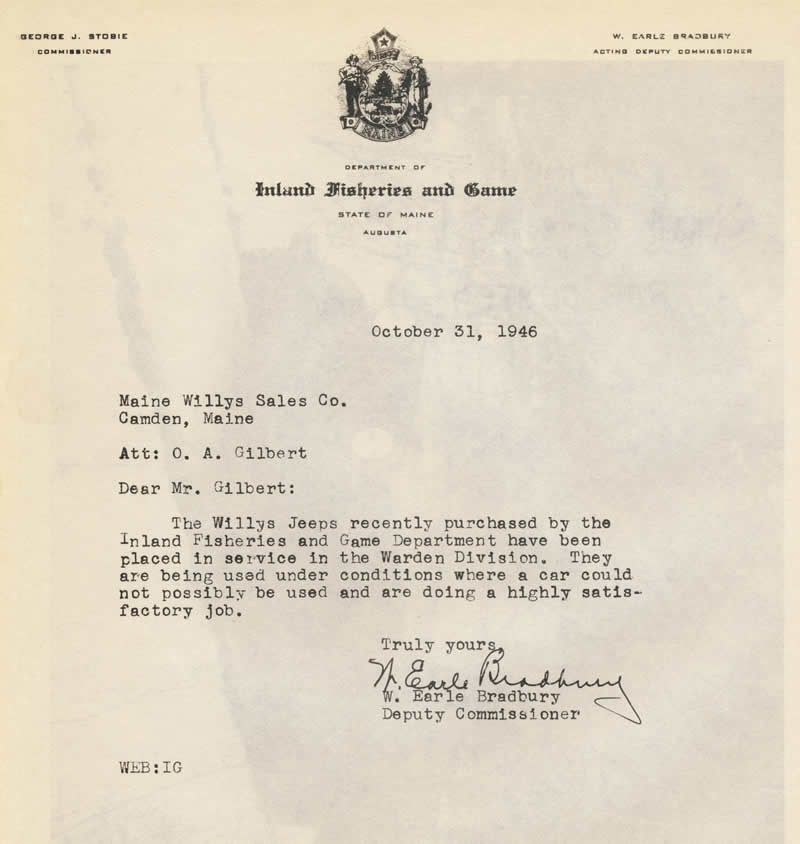 GEORGE J. STOBIE
COMMISSIONER
W. EARLE BRADBURY
ACTING DEPUTY COMMISSIONER
DIRIGO
MAINE
DEPARTMENT OF
Inland Fisheries and Game
STATE OF MAINE
AUGUSTA
October 31, 1946
Maine Willys Sales Co.
Camden, Maine
Att: O. A. Gilbert
Dear Mr. Gilbert:
The Willys Jeeps recently purchased by the
Inland Fisheries and Game Department have been
placed in service in the Warden Division. They
are being used under conditions where a car could
not possibly be used and are doing a highly satis-
factory job.
Truly yours,
W. Earle Bradbury
W. Earle Bradbury
Deputy Commissioner
WEB:IG